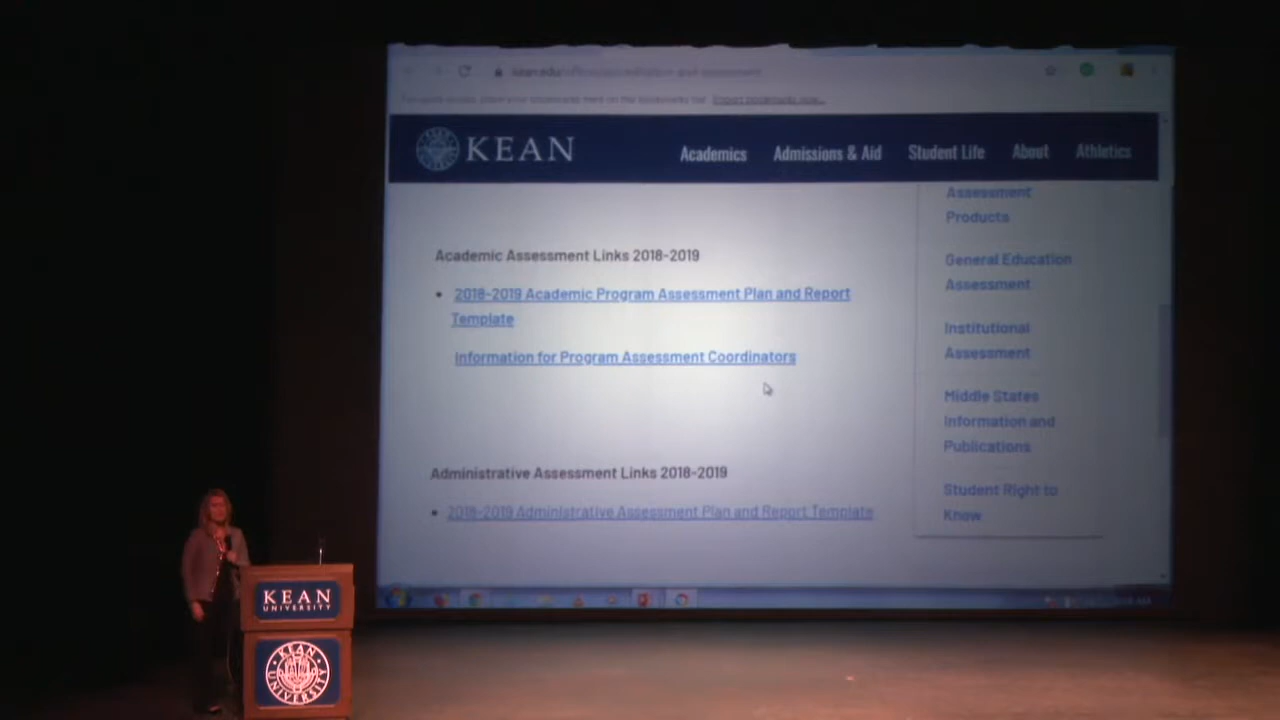 KEAN
Academics Admissions & Aid Student Life About Athletics
Assessment
Products
General Education
Assessment
Institutional
Assessment
Middle States
Information and
Publications
Student Right to
Know
Academic Assessment Links 2018-2019
2018-2019 Academic Program Assessment Plan and Report
Template
Information for Program Assessment Coordinators
Administrative Assessment Links 2018-2019
2018-2019 Administrative Assessment Plan and Report Template
KEAN
UNIVERSITY
KEAN
UNIVERSITY